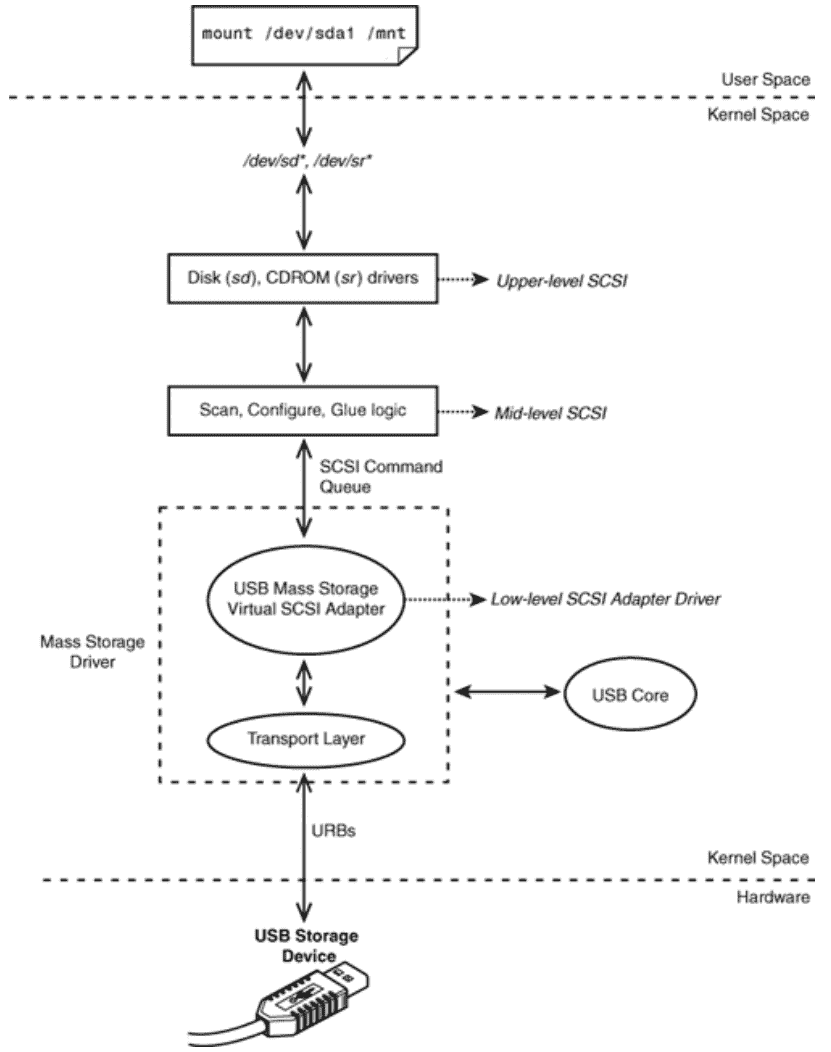 mount /dev/sda1 /mnt
User Space
Kernel Space
/dev/sd*, /dev/sr*
Disk (sd), CDROM (sr) drivers
Upper-level SCSI
Scan, Configure, Glue logic
Mid-level SCSI
SCSI Command
Queue
USB Mass Storage
Virtual SCSI Adapter
Low-level SCSI Adapter Driver
Mass Storage
Driver
USB Core
Transport Layer
URBs
Kernel Space
Hardware
USB Storage
Device